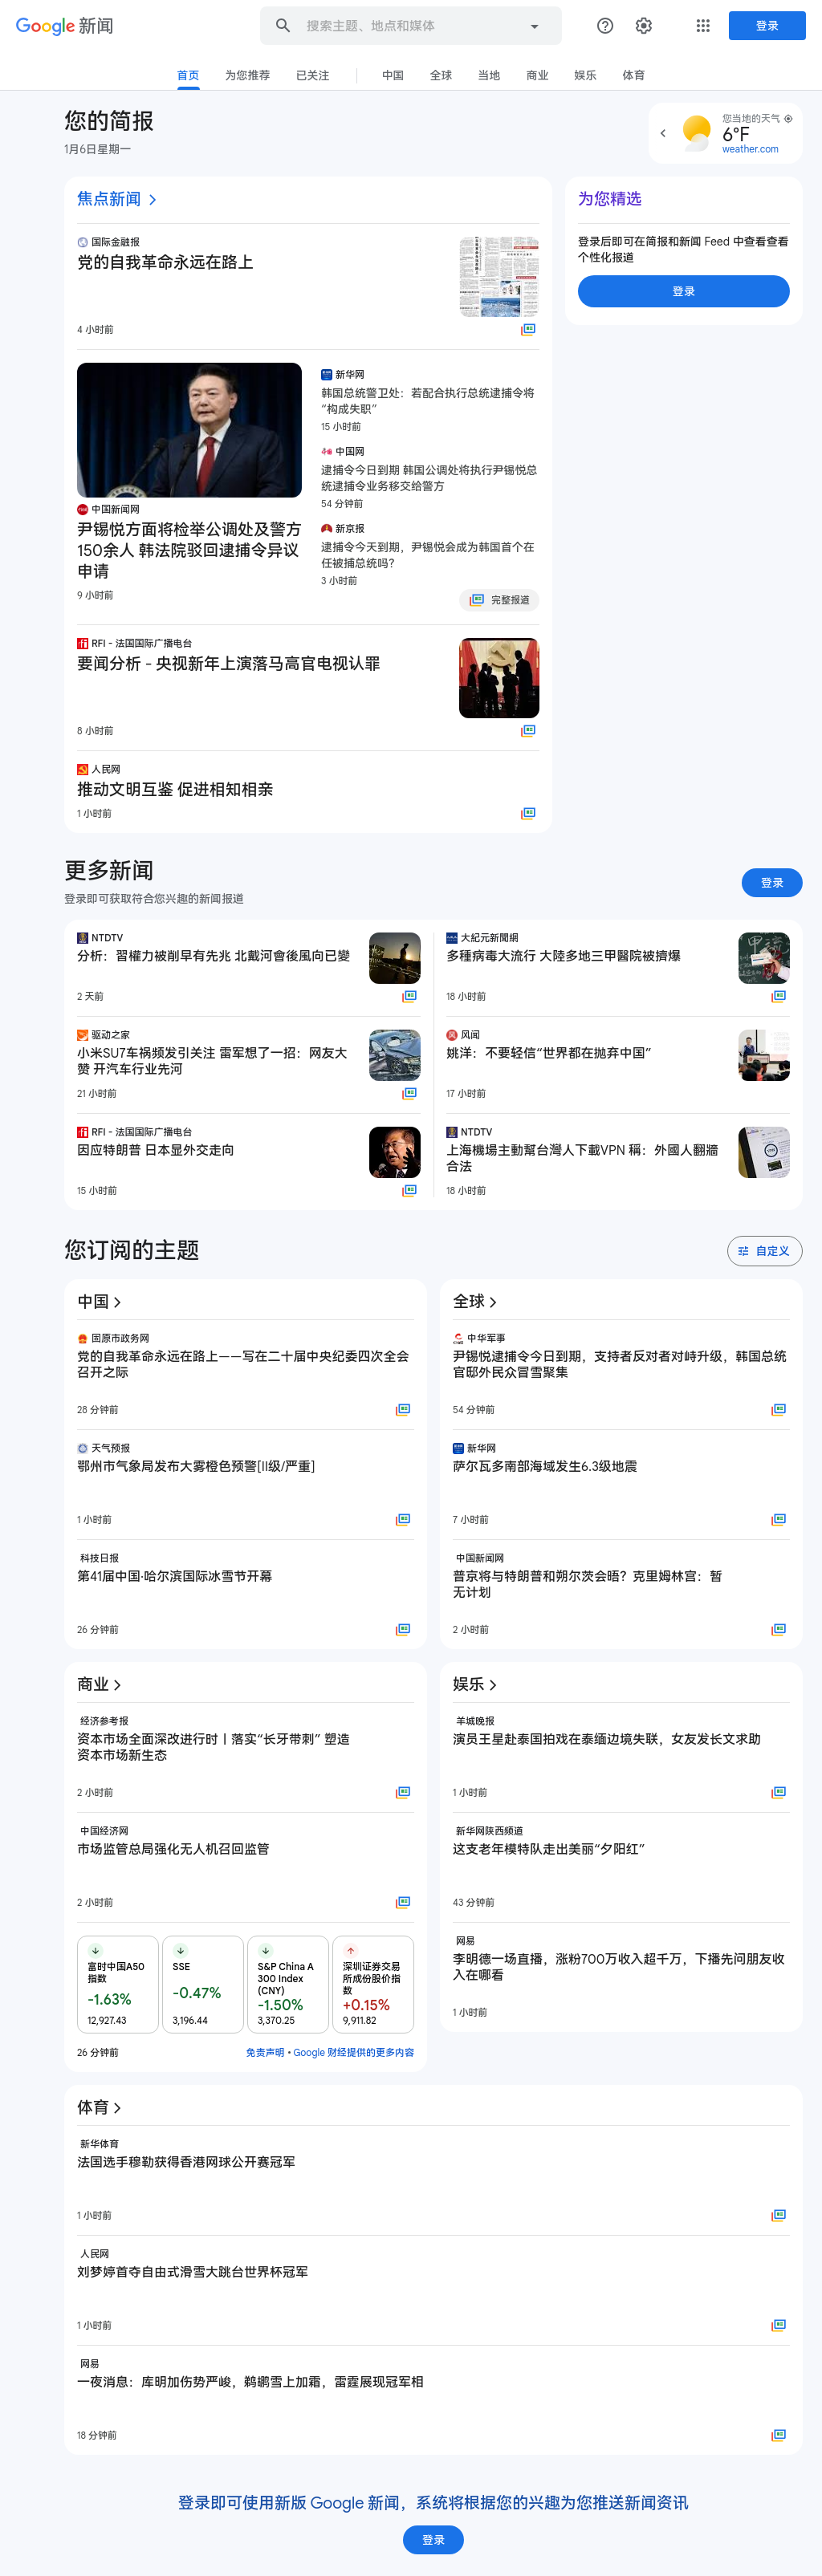 Google 新闻
搜索主题、地点和媒体
登录
首页
为您推荐
已关注
中国
全球
当地
商业
娱乐
体育
您的简报
1月6日星期一
您当地的天气
6°F
weather.com
焦点新闻
国际金融报
党的自我革命永远在路上
4 小时前
中国新闻网
尹锡悦方面将检举公调处及警方
150余人 韩法院驳回逮捕令异议
申请
9 小时前
新华网
韩国总统警卫处：若配合执行总统逮捕令将
“构成失职”
15 小时前
中国网
逮捕令今日到期 韩国公调处将执行尹锡悦总
统逮捕令业务移交给警方
54 分钟前
新京报
逮捕令今天到期，尹锡悦会成为韩国首个在
任被捕总统吗？
3 小时前
完整报道
RFI - 法国国际广播电台
要闻分析 - 央视新年上演落马高官电视认罪
8 小时前
人民网
推动文明互鉴 促进相知相亲
1 小时前
为您精选
登录后即可在简报和新闻 Feed 中查看查看
个性化报道
登录
更多新闻
登录即可获取符合您兴趣的新闻报道
登录
NTDTV
分析：習權力被削早有先兆 北戴河會後風向已變
2 天前
大紀元新聞網
多種病毒大流行 大陸多地三甲醫院被擠爆
18 小时前
驱动之家
小米SU7车祸频发引关注 雷军想了一招：网友大
赞 开汽车行业先河
21 小时前
风闻
姚洋：不要轻信“世界都在抛弃中国”
17 小时前
RFI - 法国国际广播电台
因应特朗普 日本显外交走向
15 小时前
NTDTV
上海機場主動幫台灣人下載VPN 稱：外國人翻牆
合法
18 小时前
您订阅的主题
自定义
中国
固原市政务网
党的自我革命永远在路上——写在二十届中央纪委四次全会
召开之际
28 分钟前
天气预报
鄂州市气象局发布大雾橙色预警[II级/严重]
1 小时前
科技日报
第41届中国·哈尔滨国际冰雪节开幕
26 分钟前
全球
中华军事
尹锡悦逮捕令今日到期，支持者反对者对峙升级，韩国总统
官邸外民众冒雪聚集
54 分钟前
新华网
萨尔瓦多南部海域发生6.3级地震
7 小时前
中国新闻网
普京将与特朗普和朔尔茨会晤？克里姆林宫：暂
无计划
2 小时前
商业
经济参考报
资本市场全面深改进行时丨落实“长牙带刺” 塑造
资本市场新生态
2 小时前
中国经济网
市场监管总局强化无人机召回监管
2 小时前
富时中国A50
指数
-1.63%
12,927.43
SSE
-0.47%
3,196.44
S&P China A
300 Index
(CNY)
-1.50%
3,370.25
深圳证券交易
所成份股价指
数
+0.15%
9,911.82
26 分钟前
免责声明 • Google 财经提供的更多内容
娱乐
羊城晚报
演员王星赴泰国拍戏在泰缅边境失联，女友发长文求助
1 小时前
新华网陕西频道
这支老年模特队走出美丽“夕阳红”
43 分钟前
网易
李明德一场直播，涨粉700万收入超千万，下播先问朋友收
入在哪看
1 小时前
体育
新华体育
法国选手穆勒获得香港网球公开赛冠军
1 小时前
人民网
刘梦婷首夺自由式滑雪大跳台世界杯冠军
1 小时前
网易
一夜消息：库明加伤势严峻，鹈鹕雪上加霜，雷霆展现冠军相
18 分钟前
登录即可使用新版 Google 新闻，系统将根据您的兴趣为您推送新闻资讯
登录